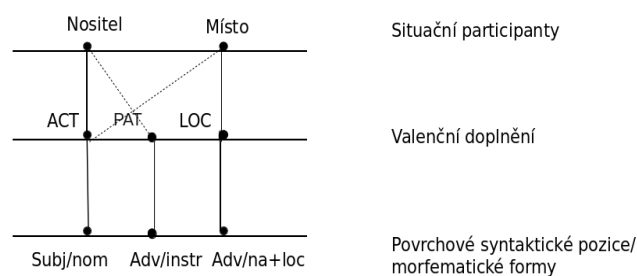 Nositel Místo Situační participanty
ACT PAT LOC Valenční doplnění
Subj/nom Adv/instr Adv/na+loc Povrchové syntaktické pozice/
morfematické formy